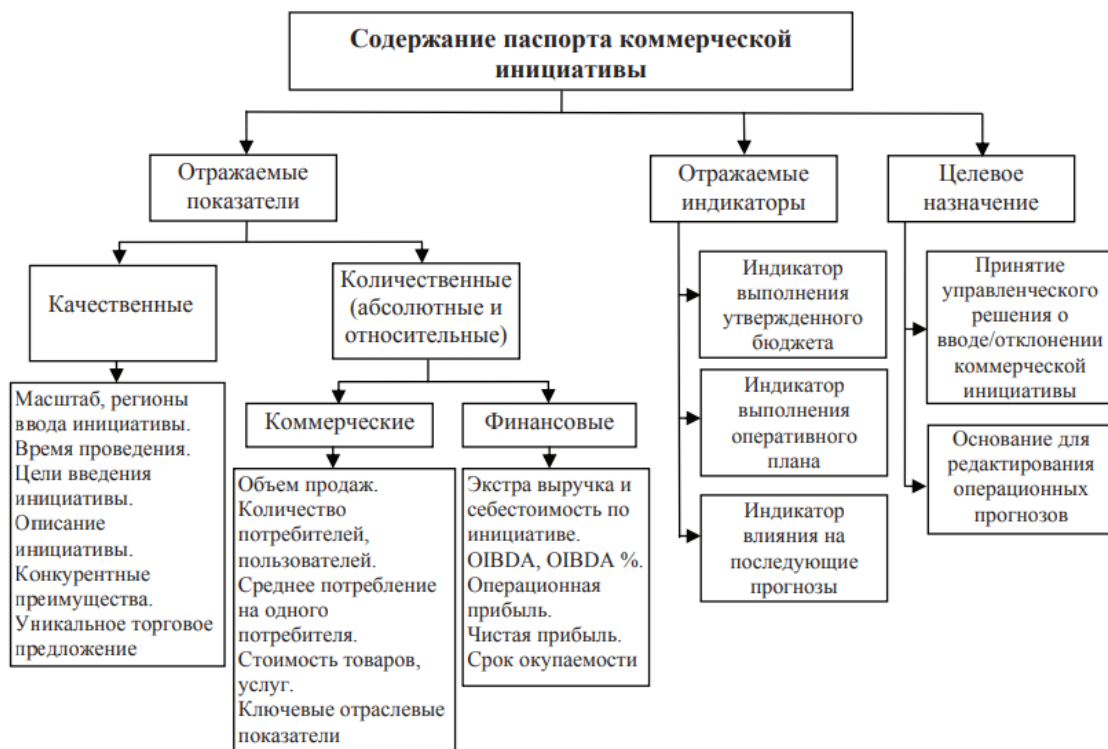 Содержание паспорта коммерческой
инициативы
Отражаемые
показатели
Отражаемые
индикаторы
Целевое
назначение
Качественные
Количественные
(абсолютные и
относительные)
Масштаб, регионы
ввода инициативы.
Время проведения.
Цели введения
инициативы.
Описание
инициативы.
Конкурентные
преимущества.
Уникальное торговое
предложение
Коммерческие
Объем продаж.
Количество
потребителей,
пользователей.
Среднее потребление
на одного
потребителя.
Стоимость товаров,
услуг.
Ключевые отраслевые
показатели
Финансовые
Экстра выручка и
себестоимость по
инициативе.
OIBDA, OIBDA %.
Операционная
прибыль.
Чистая прибыль.
Срок окупаемости
Индикатор
выполнения
утвержденного
бюджета
Индикатор
выполнения
оперативного
плана
Индикатор
влияния на
последующие
прогнозы
Принятие
управленческого
решения о
вводе/отклонении
коммерческой
инициативы
Основание для
редактирования
операционных
прогнозов